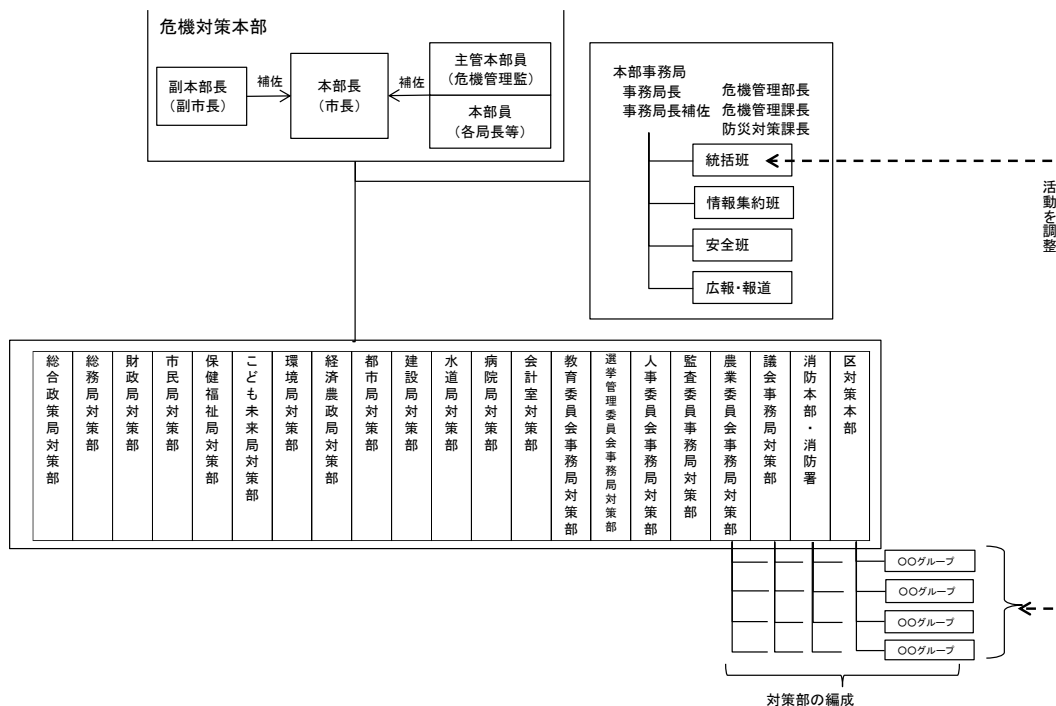 危機対策本部
副本部長
（副市長）
補佐
本部長
（市長）
補佐
主管本部員
（危機管理監）
本部員
（各局長等）
本部事務局
事務局長
事務局長補佐
危機管理部長
危機管理課長
防災対策課長
統括班
情報集約班
安全班
広報・報道
活動を調整
総合政策局対策部
総務局対策部
財政局対策部
市民局対策部
保健福祉局対策部
こども未来局対策部
環境局対策部
経済農政局対策部
都市局対策部
建設局対策部
水道局対策部
病院局対策部
会計室対策部
教育委員会事務局対策部
選挙管理委員会事務局対策部
人事委員会事務局対策部
監査委員事務局対策部
農業委員会事務局対策部
議会事務局対策部
消防本部・消防署
区対策本部
〇〇グループ
〇〇グループ
〇〇グループ
〇〇グループ
対策部の編成